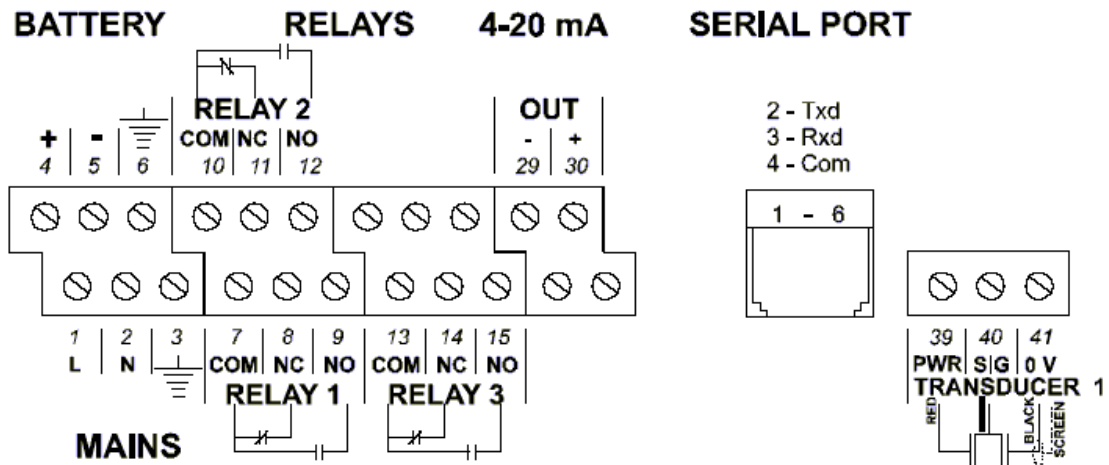 BATTERY RELAYS 4-20 mA SERIAL PORT
RELAY 2 OUT
2 - Txd
3 - Rxd
4 - Com
+ - COM NC NO - +
4 5 6 10 11 12 29 30
1 - 6
1 2 3 7 8 9 13 14 15 39 40 41
L N COM NC NO COM NC NO PWR SIG 0 V
RELAY 1 RELAY 3 TRANSDUCER 1
RED BLACK SCREEN
MAINS